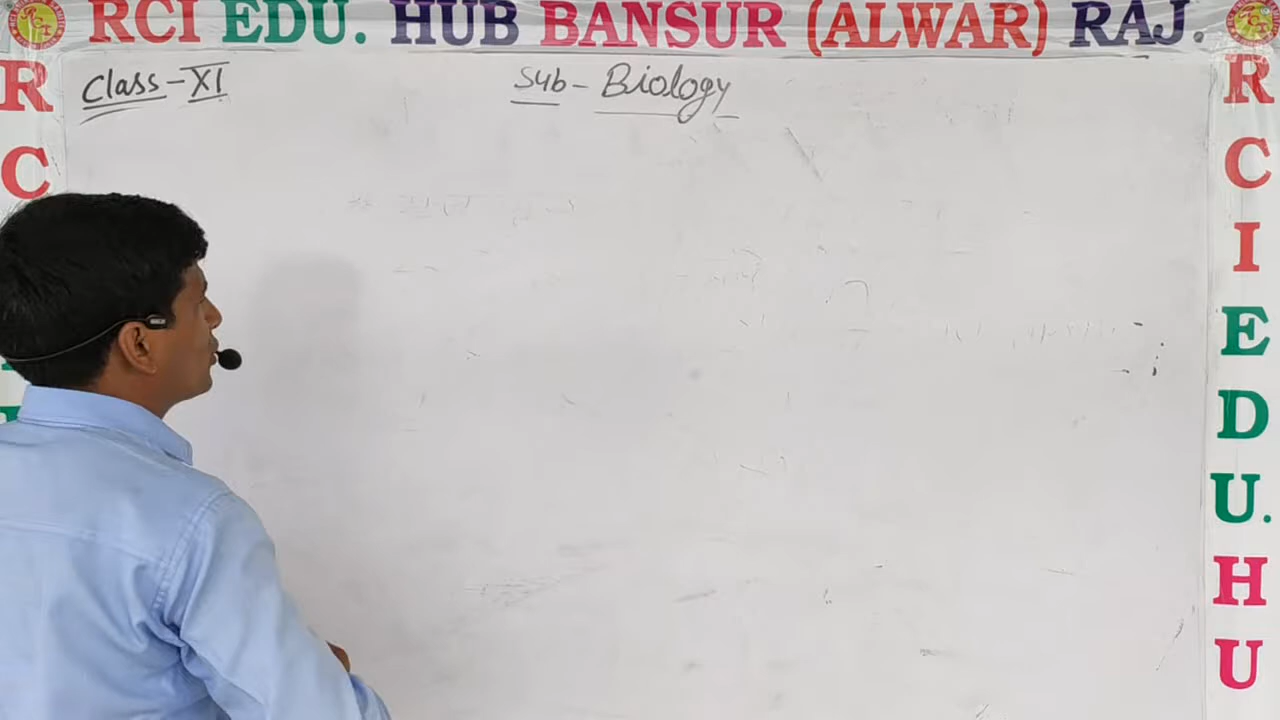 RCI EDU. HUB BANSUR (ALWAR) RAJ.
Class-XI
Sub-Biology
R
C
R
C
I
E
D
U.
H
U